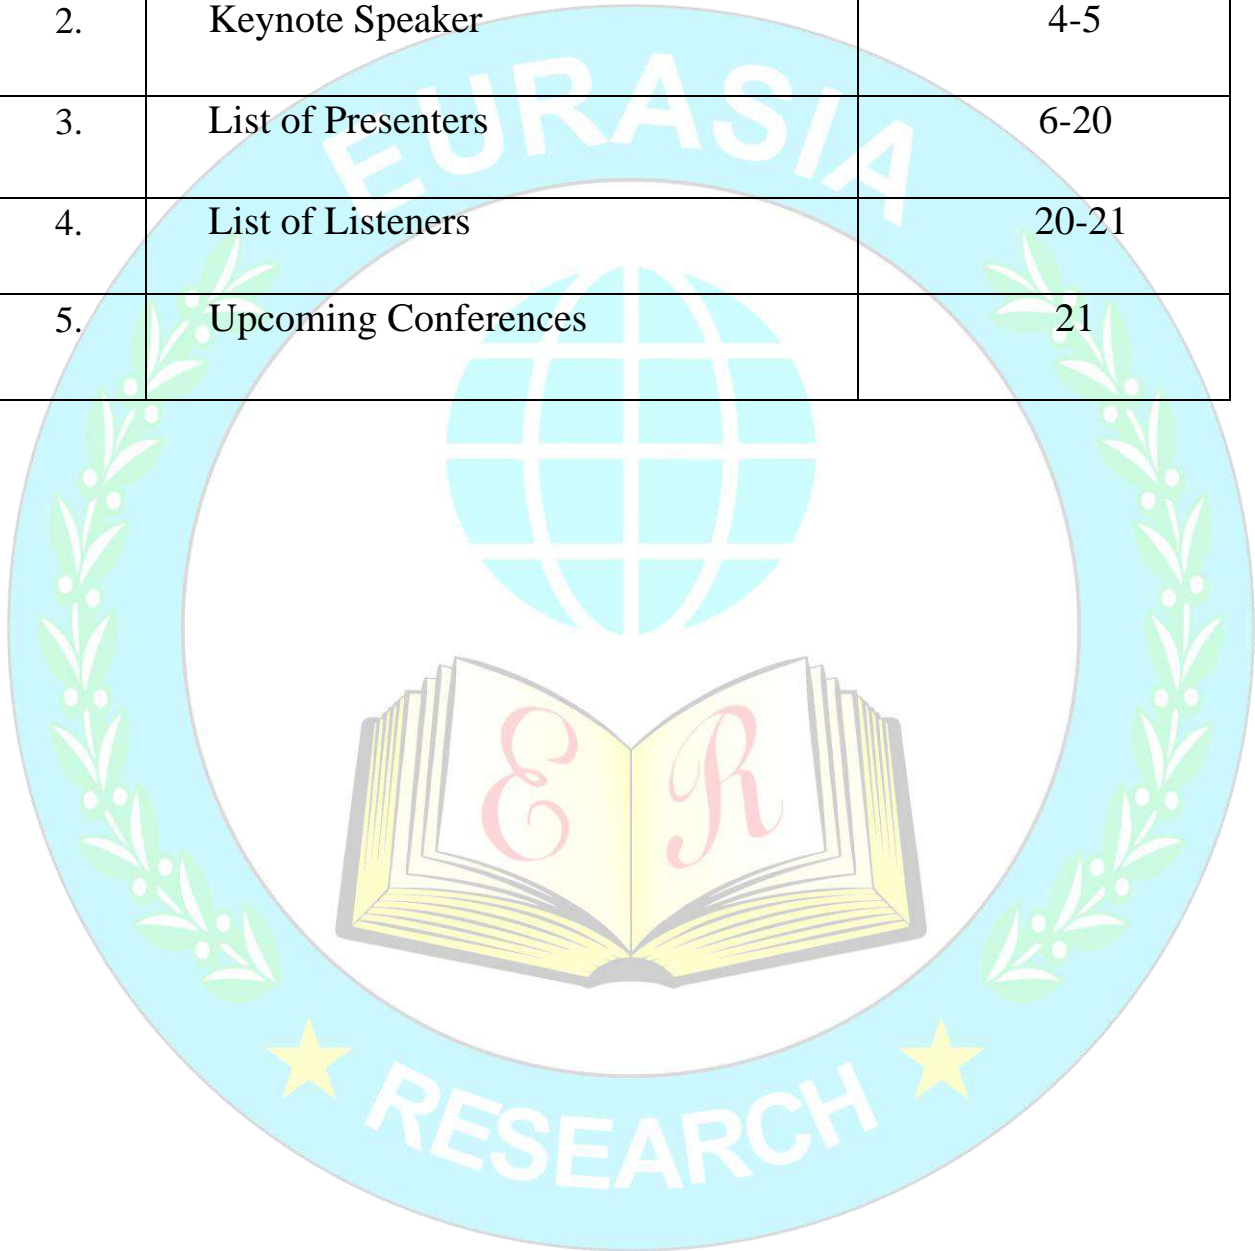 2. Keynote Speaker 4-5
3. List of Presenters 6-20
4. List of Listeners 20-21
5. Upcoming Conferences 21
EURASIA
E R
RESEARCH